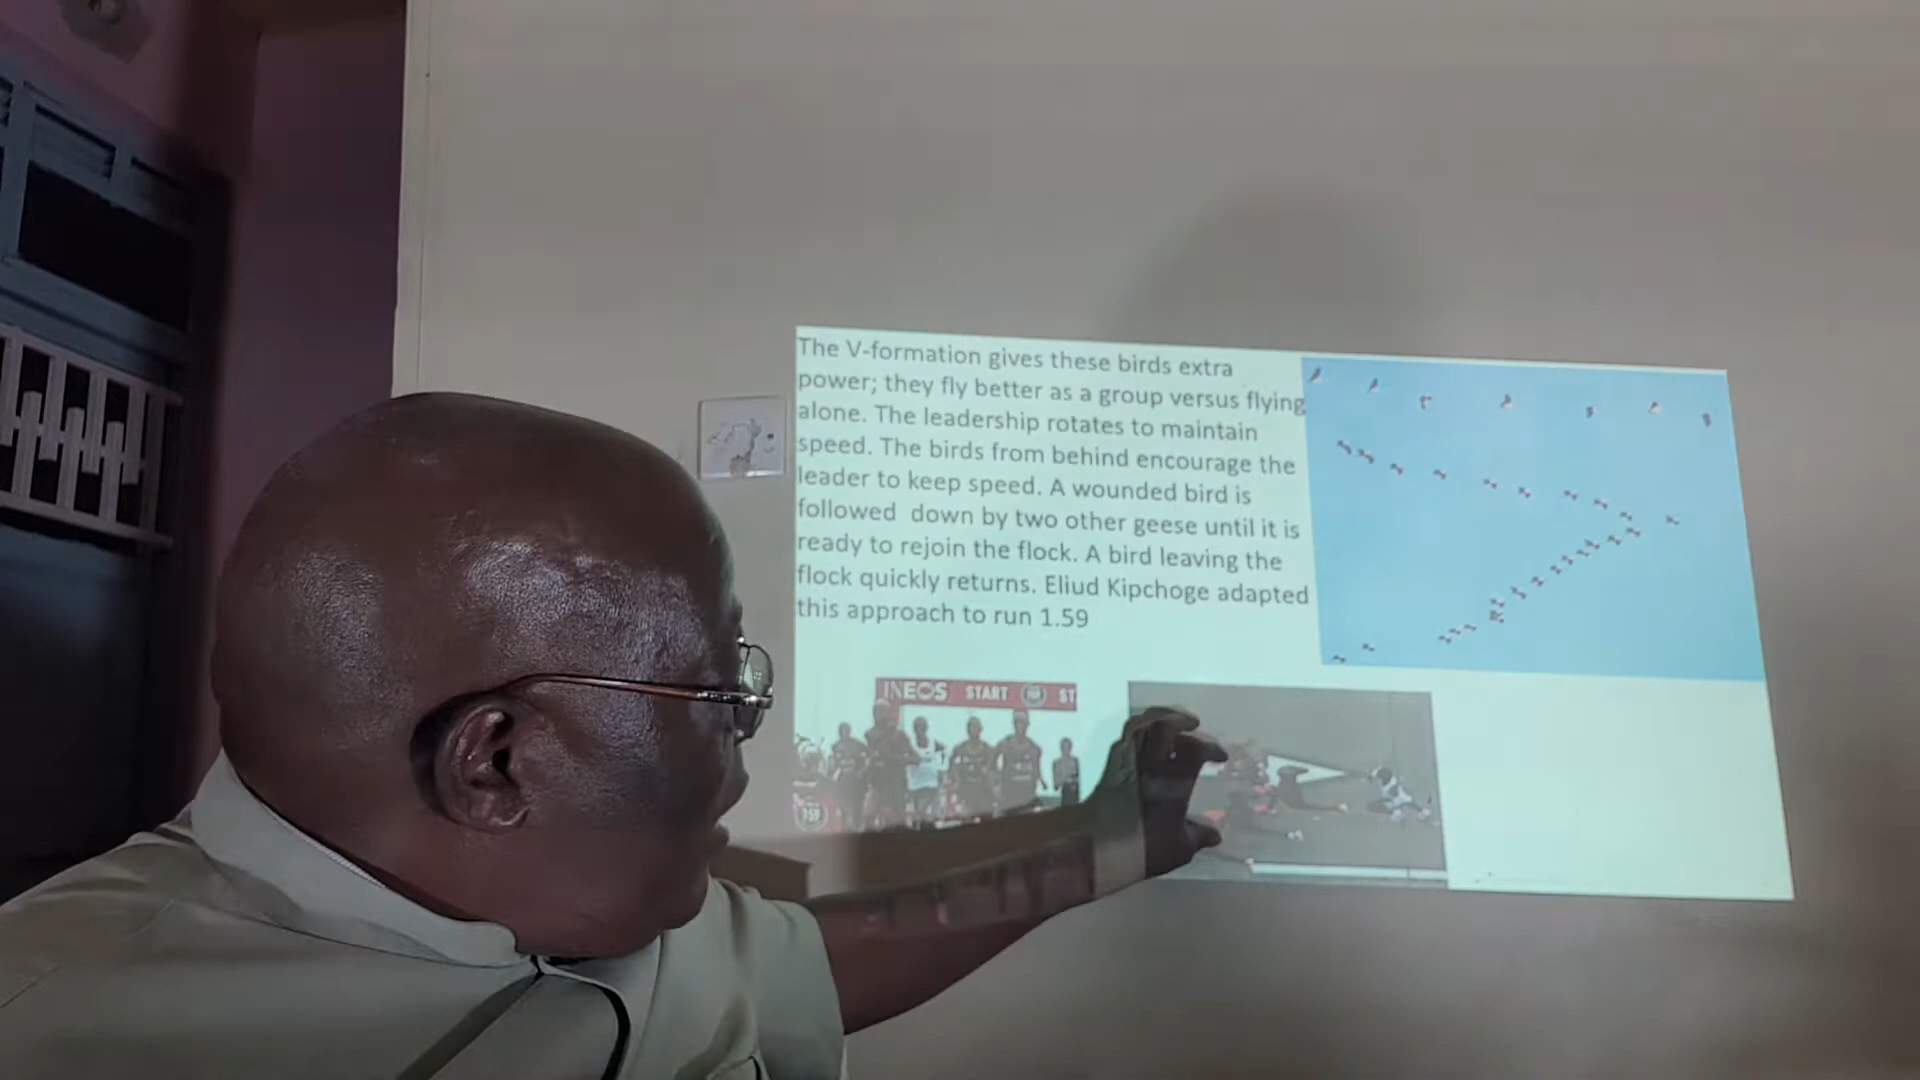 The V-formation gives these birds extra
power; they fly better as a group versus flying
alone. The leadership rotates to maintain
speed. The birds from behind encourage the
leader to keep speed. A wounded bird is
followed down by two other geese until it is
ready to rejoin the flock. A bird leaving the
flock quickly returns. Eliud Kipchoge adapted
this approach to run 1.59
INEOS START ST
159